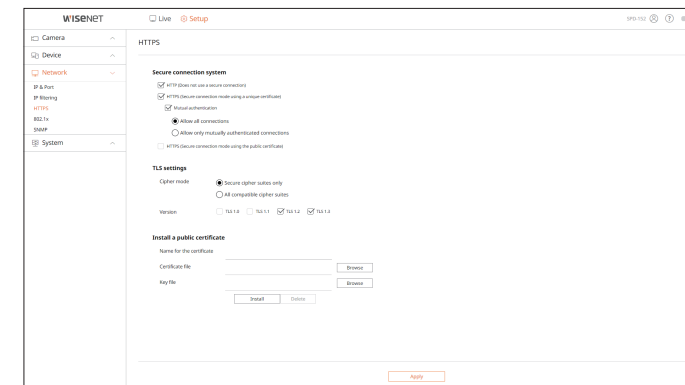 WISENET
Live
Setup
SPD-152
Camera
Device
Network
IP & Port
IP filtering
HTTPS
802.1x
SNMP
System
HTTPS
Secure connection system
HTTP (Does not use a secure connection)
HTTPS (Secure connection mode using a unique certificate)
Mutual authentication
Allow all connections
Allow only mutually authenticated connections
HTTPS (Secure connection mode using the public certificate)
TLS settings
Cipher mode
Secure cipher suites only
All compatible cipher suites
Version
TLS 1.0
TLS 1.1
TLS 1.2
TLS 1.3
Install a public certificate
Name for the certificate
Certificate file
Browse
Key file
Browse
Install
Delete
Apply